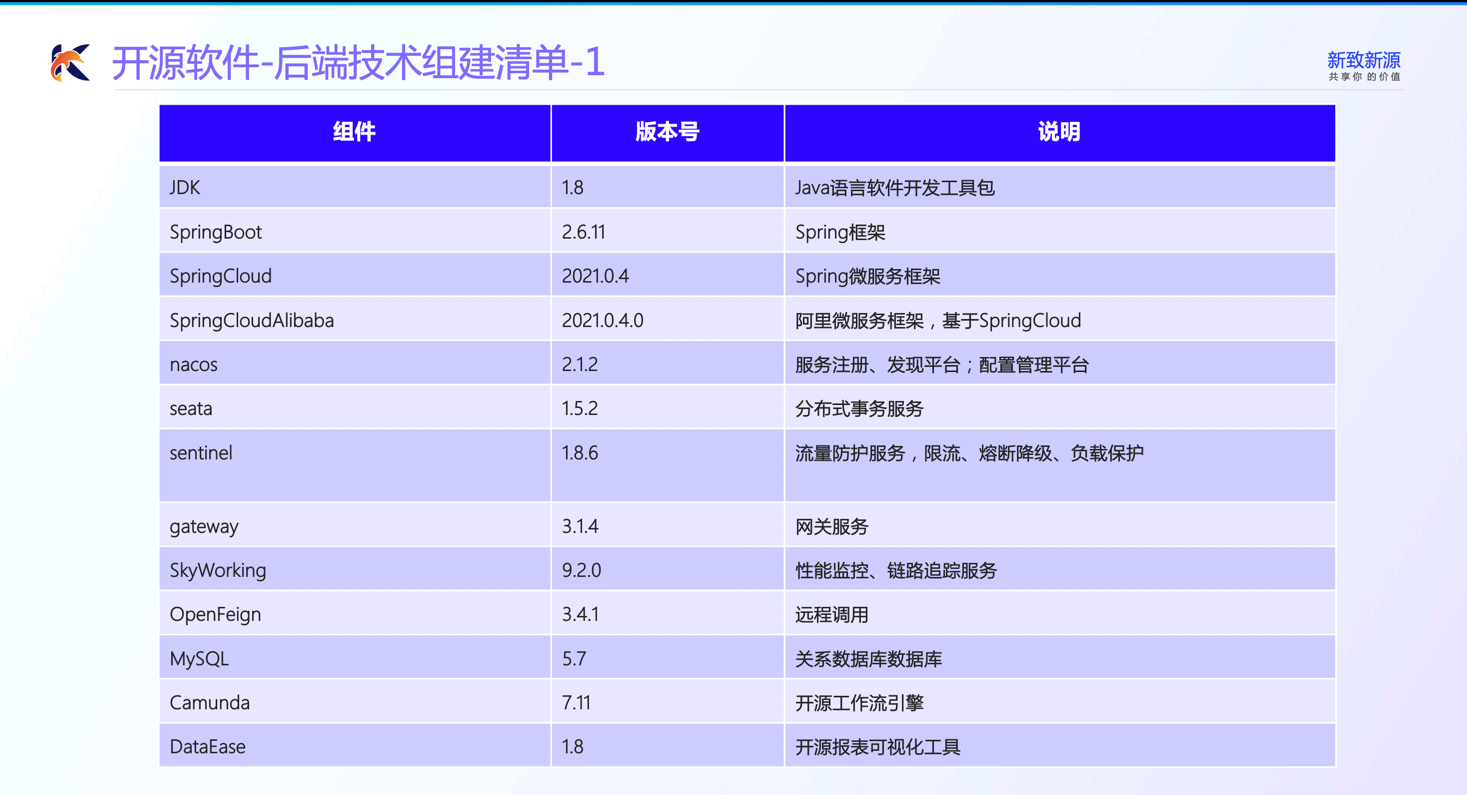 开源软件-后端技术组建清单-1
新致新源
共享你 的价值
组件 版本号 说明
JDK 1.8 Java语言软件开发工具包
SpringBoot 2.6.11 Spring框架
SpringCloud 2021.0.4 Spring微服务框架
SpringCloudAlibaba 2021.0.4.0 阿里微服务框架，基于SpringCloud
nacos 2.1.2 服务注册、发现平台；配置管理平台
seata 1.5.2 分布式事务服务
sentinel 1.8.6 流量防护服务，限流、熔断降级、负载保护
gateway 3.1.4 网关服务
SkyWorking 9.2.0 性能监控、链路追踪服务
OpenFeign 3.4.1 远程调用
MySQL 5.7 关系数据库数据库
Camunda 7.11 开源工作流引擎
DataEase 1.8 开源报表可视化工具